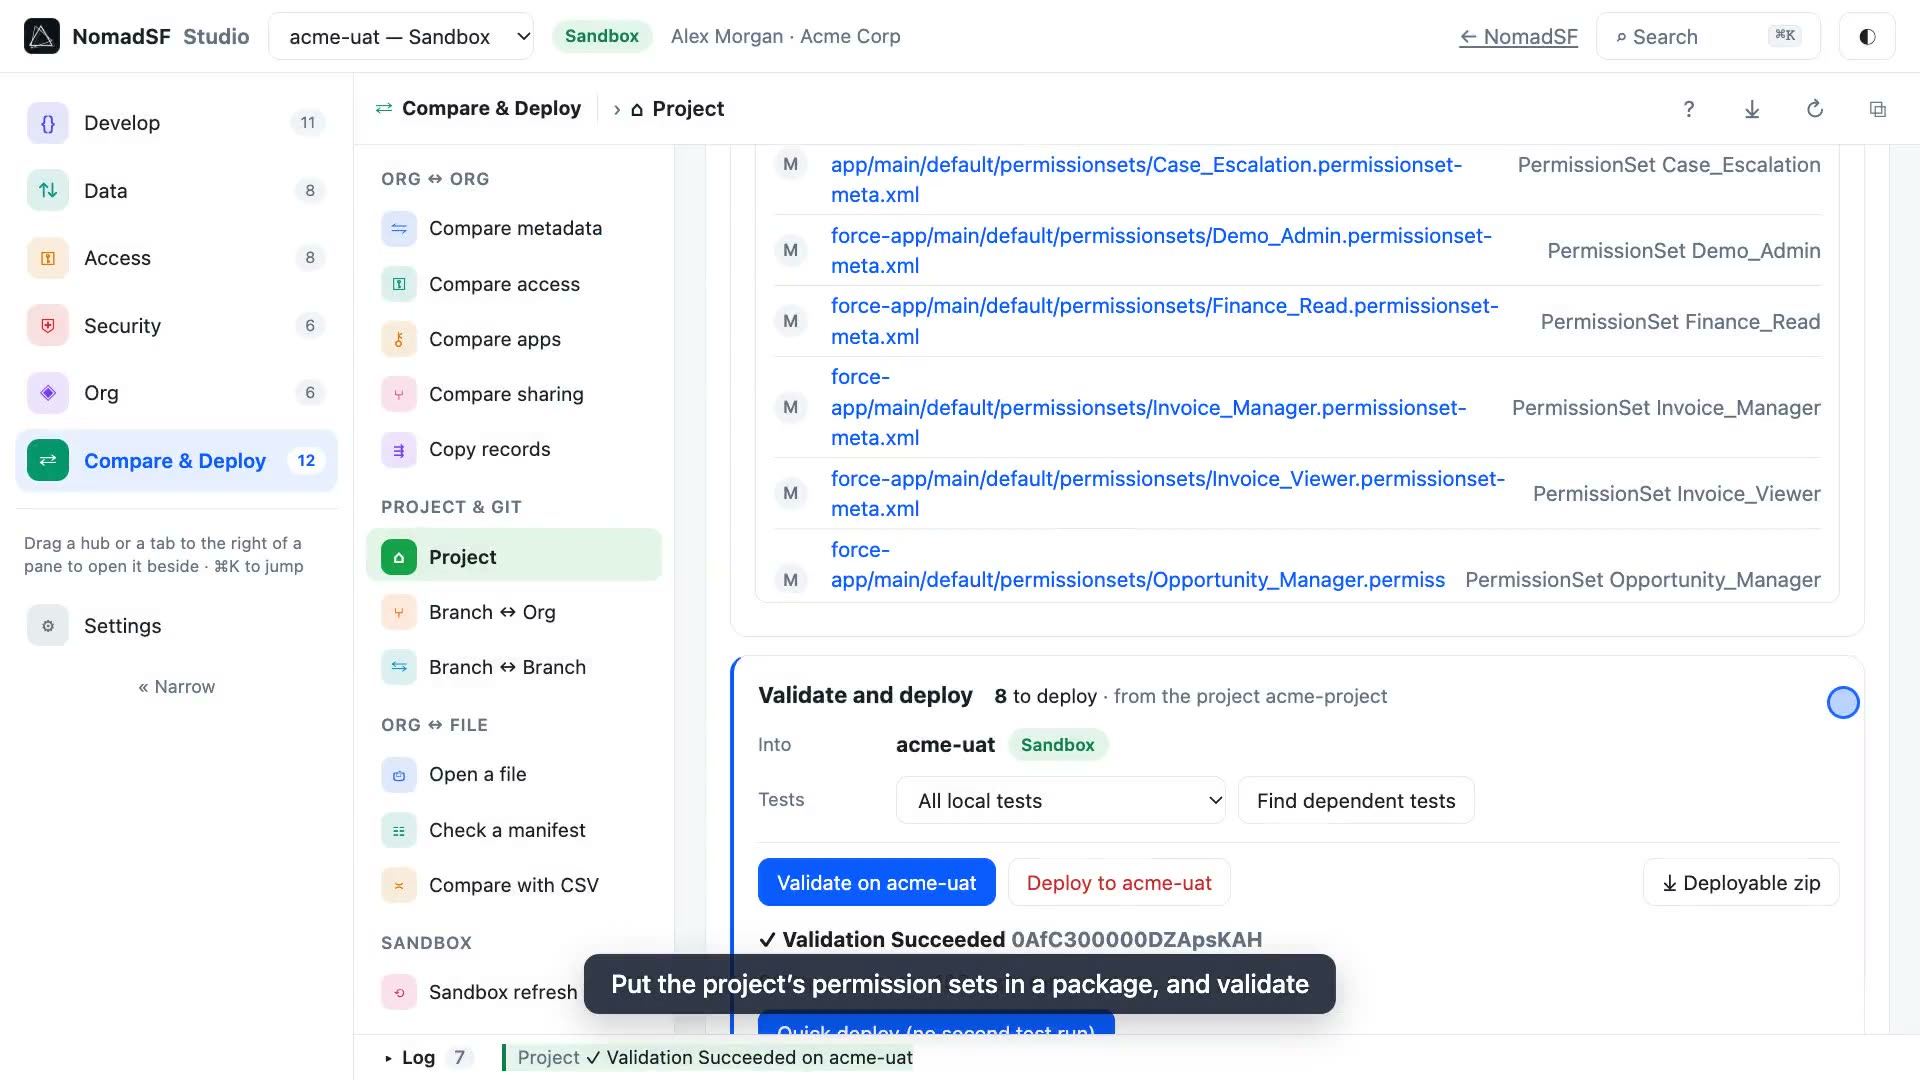 NomadSF Studio
acme-uat — Sandbox
Sandbox
Alex Morgan · Acme Corp
← NomadSF
Search ⌘K
Develop 11
Data 8
Access 8
Security 6
Org 6
Compare & Deploy 12
Drag a hub or a tab to the right of a
pane to open it beside · ⌘K to jump
Settings
« Narrow
Compare & Deploy › Project
?
ORG ↔ ORG
Compare metadata
Compare access
Compare apps
Compare sharing
Copy records
PROJECT & GIT
Project
Branch ↔ Org
Branch ↔ Branch
ORG ↔ FILE
Open a file
Check a manifest
Compare with CSV
SANDBOX
Sandbox refresh
M app/main/default/permissionsets/Case_Escalation.permissionset-
meta.xml
PermissionSet Case_Escalation
M force-app/main/default/permissionsets/Demo_Admin.permissionset-
meta.xml
PermissionSet Demo_Admin
M force-app/main/default/permissionsets/Finance_Read.permissionset-
meta.xml
PermissionSet Finance_Read
force-
M app/main/default/permissionsets/Invoice_Manager.permissionset-
meta.xml
PermissionSet Invoice_Manager
M force-app/main/default/permissionsets/Invoice_Viewer.permissionset-
meta.xml
PermissionSet Invoice_Viewer
force-
M app/main/default/permissionsets/Opportunity_Manager.permiss
PermissionSet Opportunity_Manager
Validate and deploy 8 to deploy · from the project acme-project
Into acme-uat Sandbox
Tests All local tests Find dependent tests
Validate on acme-uat Deploy to acme-uat ↓ Deployable zip
✓ Validation Succeeded 0AfC300000DZApsKAH
Put the project’s permission sets in a package, and validate
Quick deploy (no second test run)
▸ Log 7 Project ✓ Validation Succeeded on acme-uat